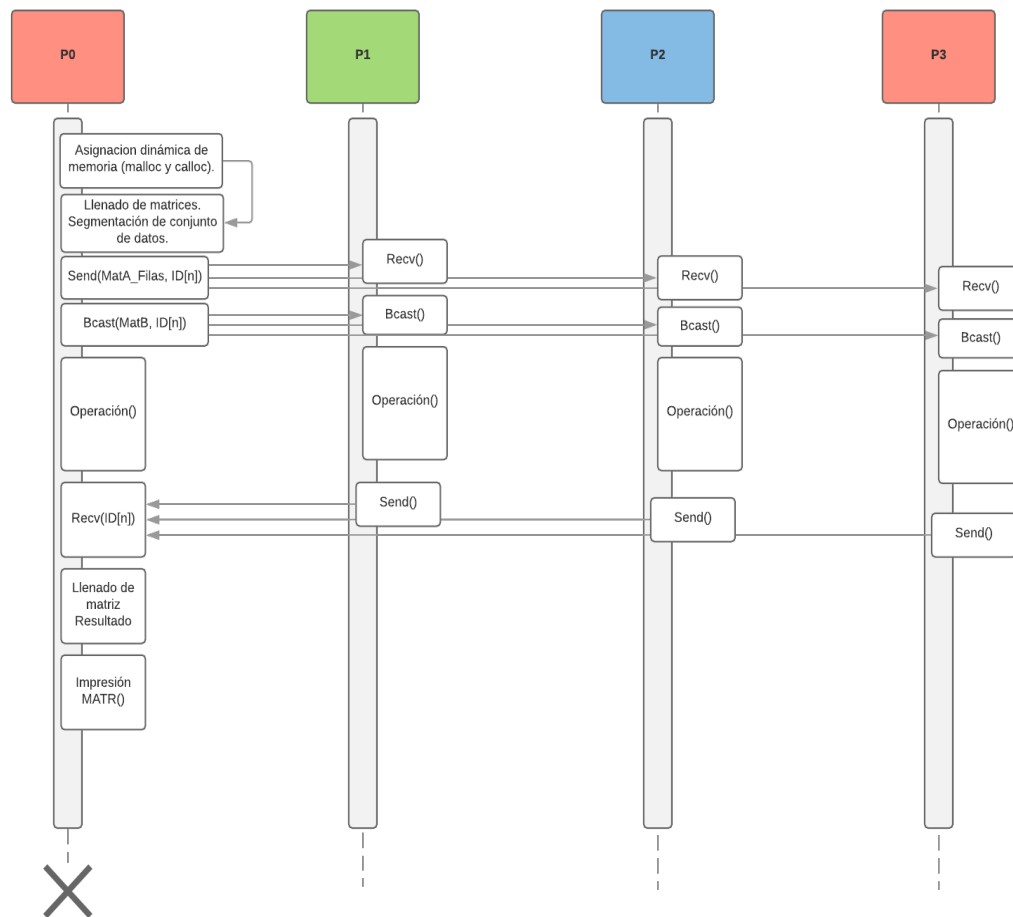 P0
P1
P2
P3
Asignacion dinámica de
memoria (malloc y calloc).
Llenado de matrices.
Segmentación de conjunto
de datos.
Send(MatA_Filas, ID[n])
Recv()
Recv()
Recv()
Bcast(MatB, ID[n])
Bcast()
Bcast()
Bcast()
Operación()
Operación()
Operación()
Operación()
Recv(ID[n])
Send()
Send()
Send()
Llenado de
matriz
Resultado
Impresión
MATR()